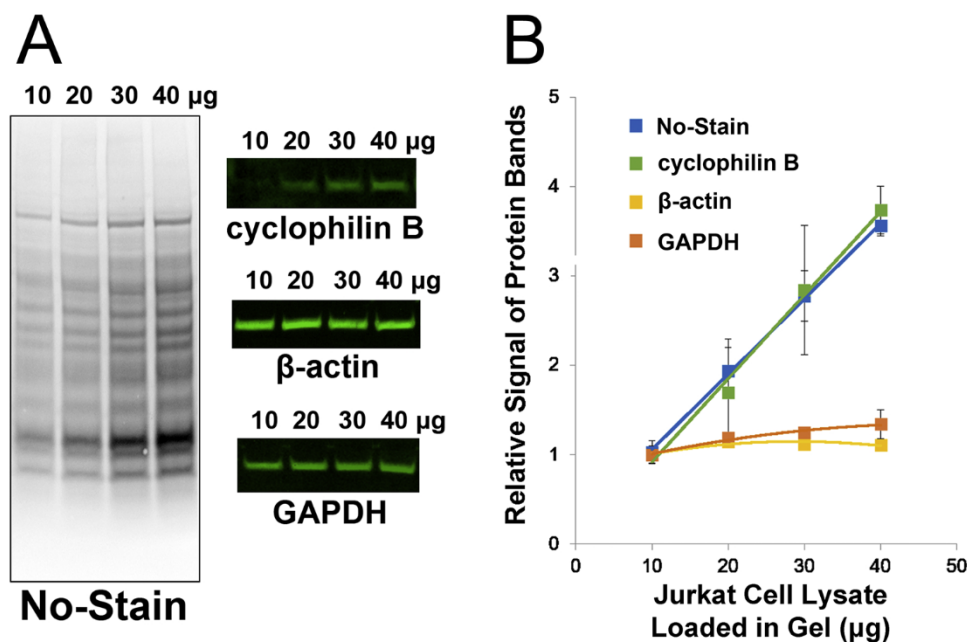 A
10 20 30 40 µg
No-Stain
10 20 30 40 µg
cyclophilin B
10 20 30 40 µg
β-actin
10 20 30 40 µg
GAPDH
B
Relative Signal of Protein Bands
5
4
3
2
1
0
No-Stain
cyclophilin B
β-actin
GAPDH
0 10 20 30 40 50
Jurkat Cell Lysate
Loaded in Gel (µg)